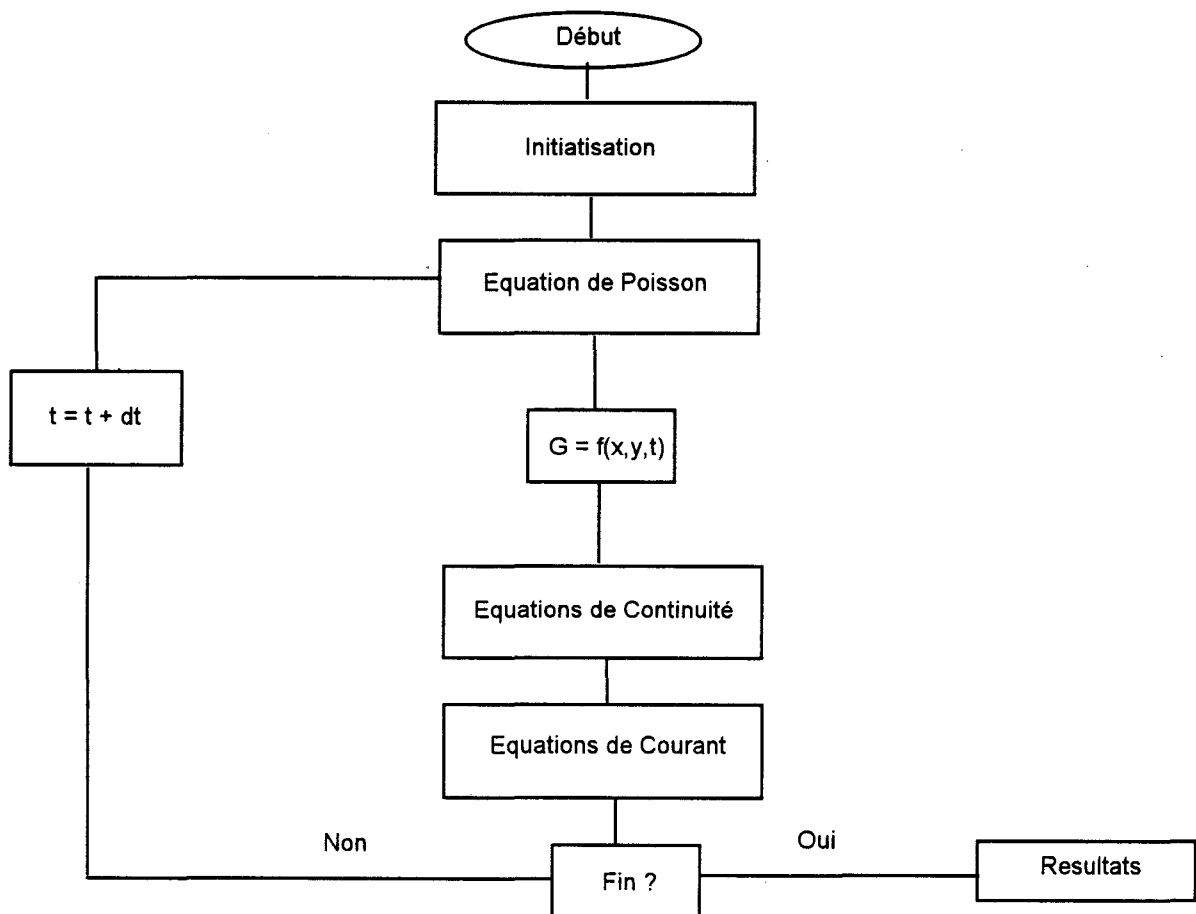 Début
Initiatisation
Equation de Poisson
t = t + dt
G = f(x,y,t)
Equations de Continuité
Equations de Courant
Non
Oui
Fin ?
Resultats